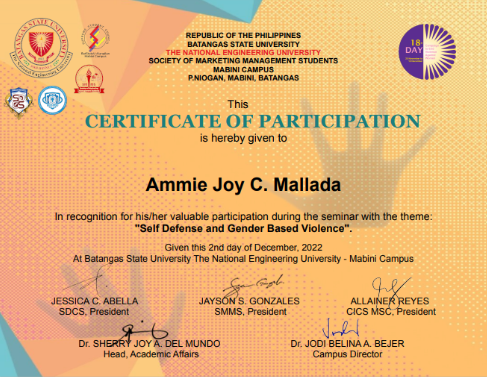 REPUBLIC OF THE PHILIPPINES
BATANGAS STATE UNIVERSITY
THE NATIONAL ENGINEERING UNIVERSITY
SOCIETY OF MARKETING MANAGEMENT STUDENTS
MABINI CAMPUS
P.NIOGAN, MABINI, BATANGAS
18-
DAY
This
CERTIFICATE OF PARTICIPATION
is hereby given to
Ammie Joy C. Mallada
In recognition for his/her valuable participation during the seminar with the theme:
"Self Defense and Gender Based Violence".
Given this 2nd day of December, 2022
At Batangas State University The National Engineering University - Mabini Campus
JESSICA C. ABELLA
SDCS, President
JAYSON S. GONZALES
SMMS, President
ALLAINER REYES
CICS MSC, President
Dr. SHERRY JOY A. DEL MUNDO
Head, Academic Affairs
Dr. JODI BELINA A. BEJER
Campus Director